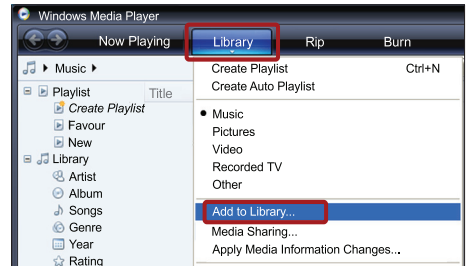 Windows Media Player
Now Playing Library Rip Burn
Music
Playlist Title
Create Playlist
Favour
New
Library
Artist
Album
Songs
Genre
Year
Rating
Create Playlist Ctrl+N
Create Auto Playlist
Music
Pictures
Video
Recorded TV
Other
Add to Library...
Media Sharing...
Apply Media Information Changes...